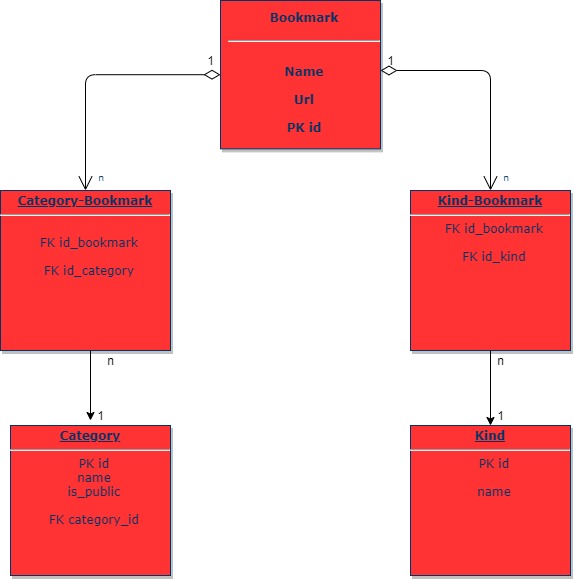 Bookmark
Name
Url
PK id
1
1
n
n
Category-Bookmark
FK id_bookmark
FK id_category
Kind-Bookmark
FK id_bookmark
FK id_kind
n
n
1
1
Category
PK id
name
is_public
FK category_id
Kind
PK id
name